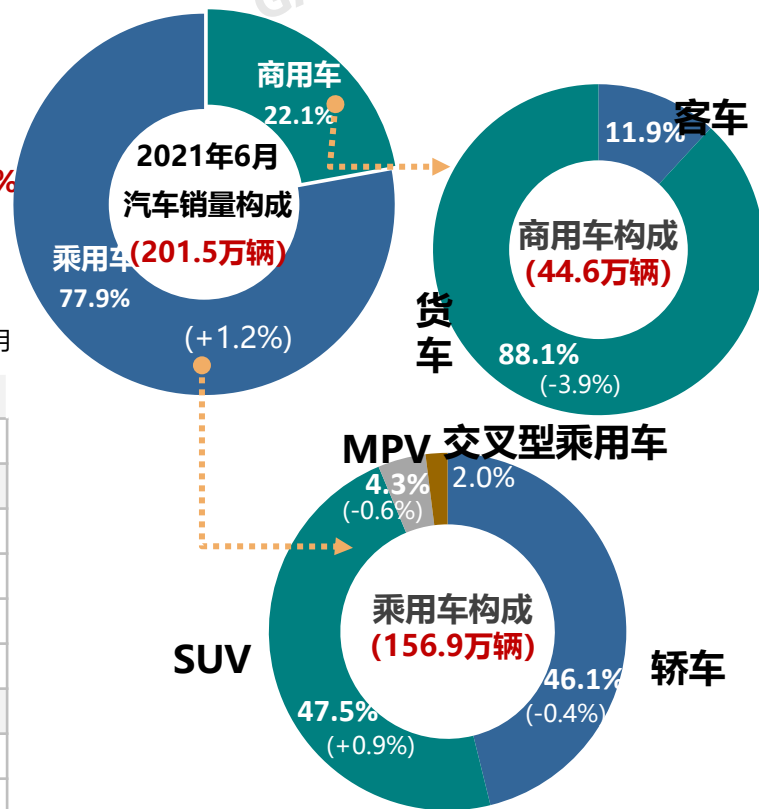 商用车
22.1%
2021年6月
汽车销量构成
(201.5万辆)
乘用车
77.9%
(+1.2%)
%
月
客车
11.9%
商用车构成
(44.6万辆)
货车
88.1%
(-3.9%)
MPV
交叉型乘用车
4.3%
(-0.6%)
2.0%
乘用车构成
(156.9万辆)
SUV
轿车
47.5%
(+0.9%)
46.1%
(-0.4%)